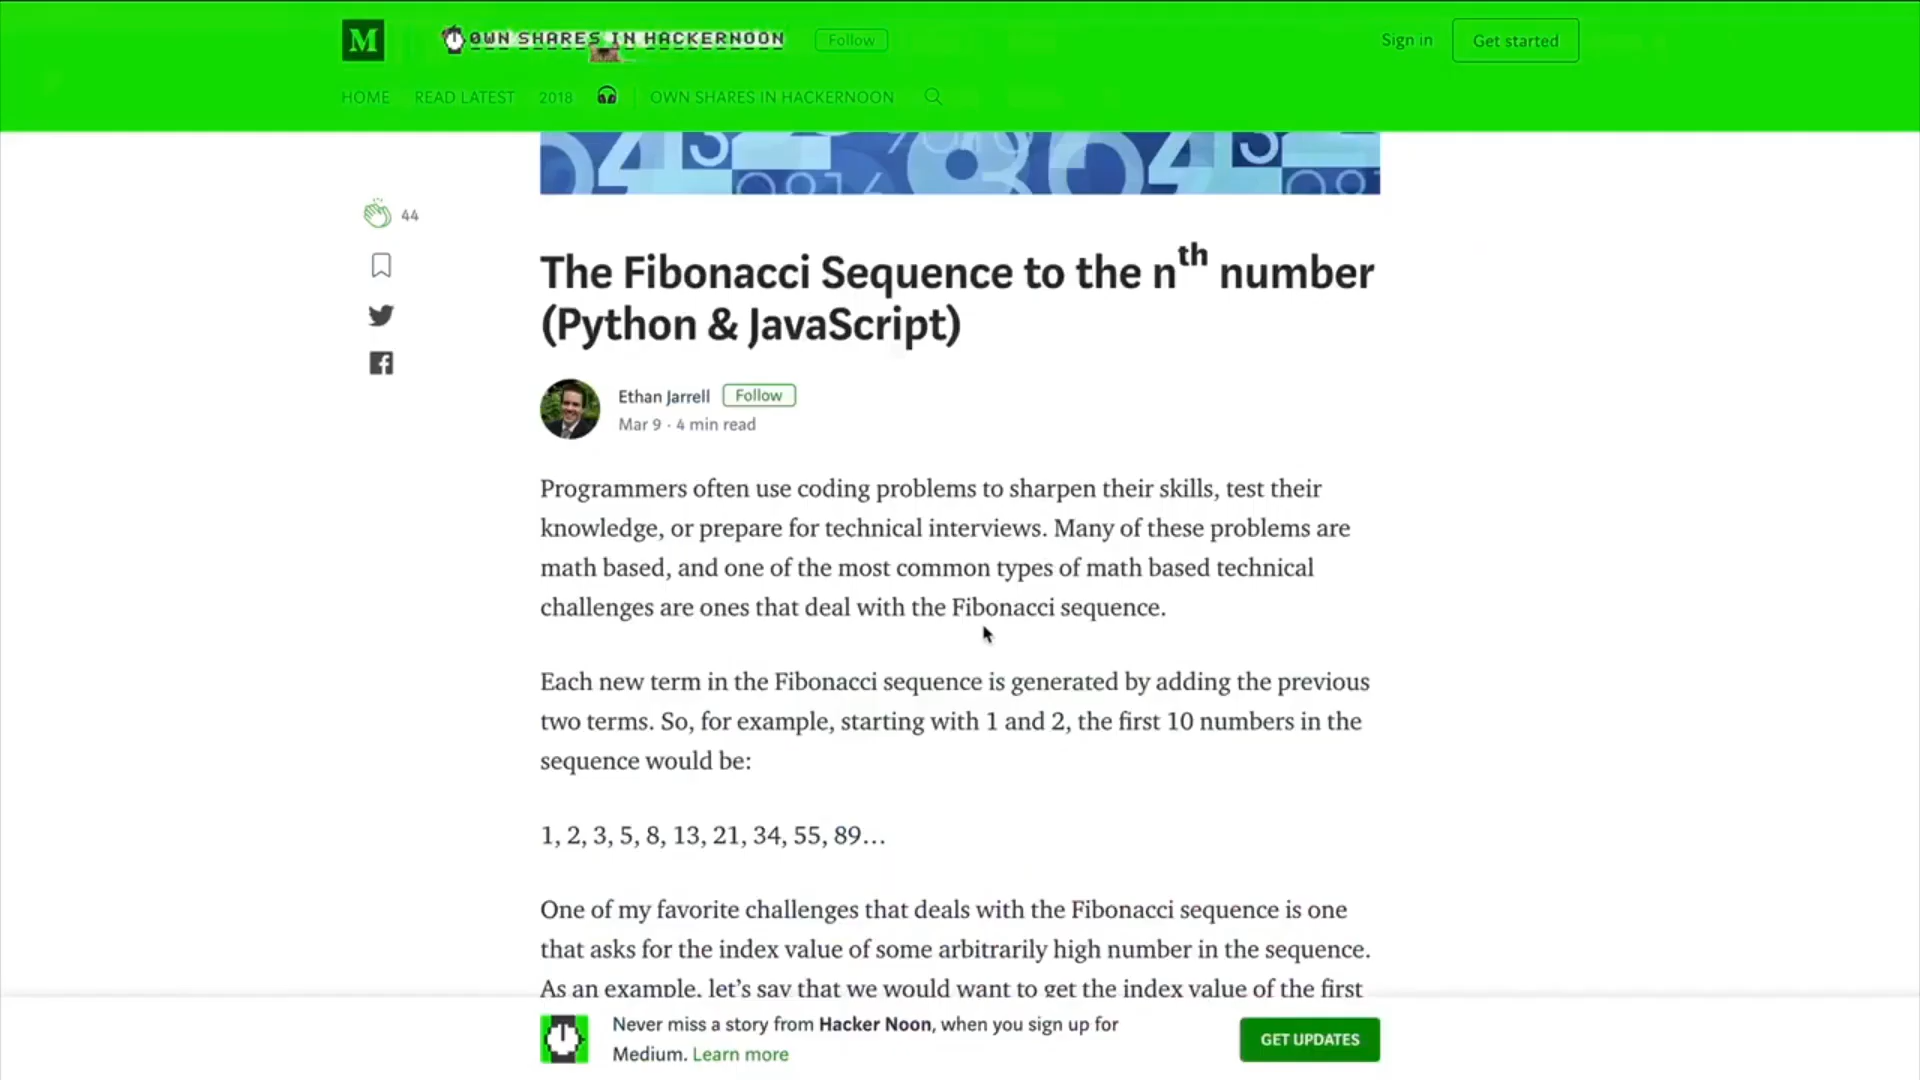 M
OWN SHARES IN HACKERNOON
Follow
Sign in
Get started
HOME
READ LATEST
2018
OWN SHARES IN HACKERNOON
44
The Fibonacci Sequence to the nth number
(Python & JavaScript)
Ethan Jarrell
Follow
Mar 9 · 4 min read
Programmers often use coding problems to sharpen their skills, test their
knowledge, or prepare for technical interviews. Many of these problems are
math based, and one of the most common types of math based technical
challenges are ones that deal with the Fibonacci sequence.
Each new term in the Fibonacci sequence is generated by adding the previous
two terms. So, for example, starting with 1 and 2, the first 10 numbers in the
sequence would be:
1, 2, 3, 5, 8, 13, 21, 34, 55, 89…
One of my favorite challenges that deals with the Fibonacci sequence is one
that asks for the index value of some arbitrarily high number in the sequence.
As an example, let’s say that we would want to get the index value of the first
Never miss a story from Hacker Noon, when you sign up for
Medium. Learn more
GET UPDATES